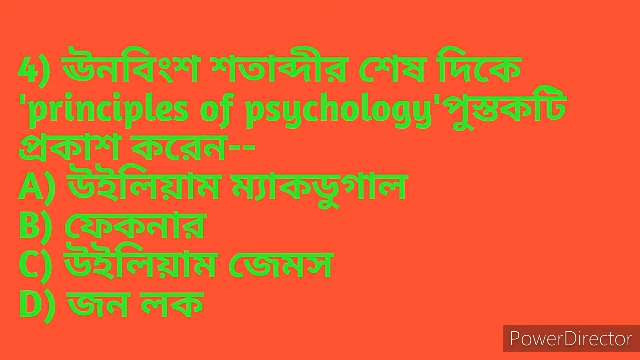 4) ঊনবিংশ শতাব্দীর শেষ দিকে
'principles of psychology'পুস্তকটি
প্রকাশ করেন--
A) উইলিয়াম ম্যাকডুগাল
B) ফেকনার
C) উইলিয়াম জেমস
D) জন লক
PowerDirector